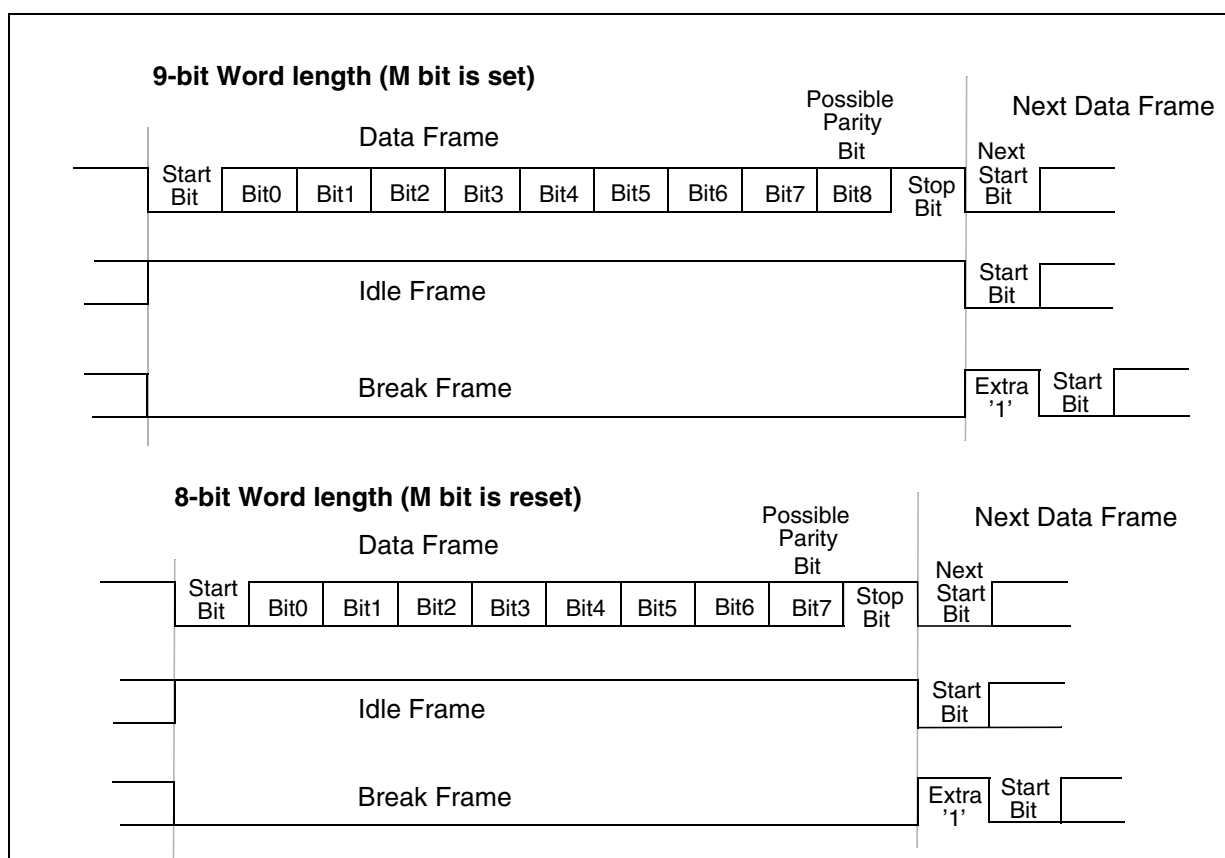 9-bit Word length (M bit is set)
Possible
Parity
Bit
Next Data Frame
Data Frame
Start
Bit
Bit0
Bit1
Bit2
Bit3
Bit4
Bit5
Bit6
Bit7
Bit8
Stop
Bit
Next
Start
Bit
Idle Frame
Start
Bit
Break Frame
Extra
'1'
Start
Bit
8-bit Word length (M bit is reset)
Possible
Parity
Bit
Next Data Frame
Data Frame
Start
Bit
Bit0
Bit1
Bit2
Bit3
Bit4
Bit5
Bit6
Bit7
Stop
Bit
Next
Start
Bit
Idle Frame
Start
Bit
Break Frame
Extra
'1'
Start
Bit